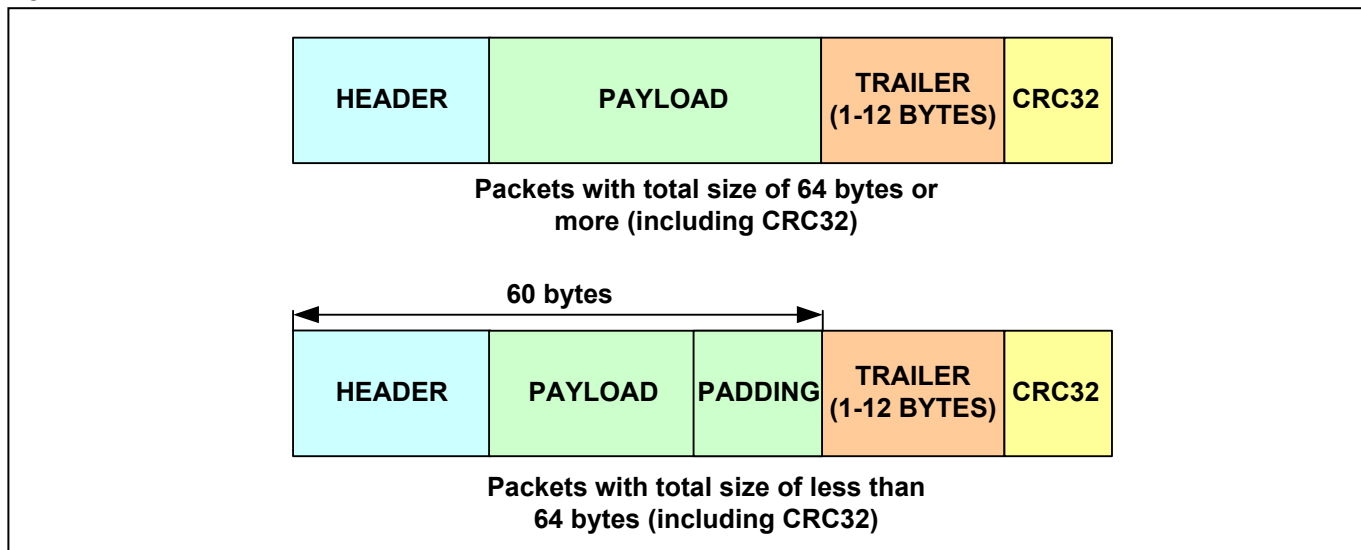 HEADER
PAYLOAD
TRAILER
(1-12 BYTES)
CRC32
Packets with total size of 64 bytes or
more (including CRC32)
60 bytes
HEADER
PAYLOAD
PADDING
TRAILER
(1-12 BYTES)
CRC32
Packets with total size of less than
64 bytes (including CRC32)